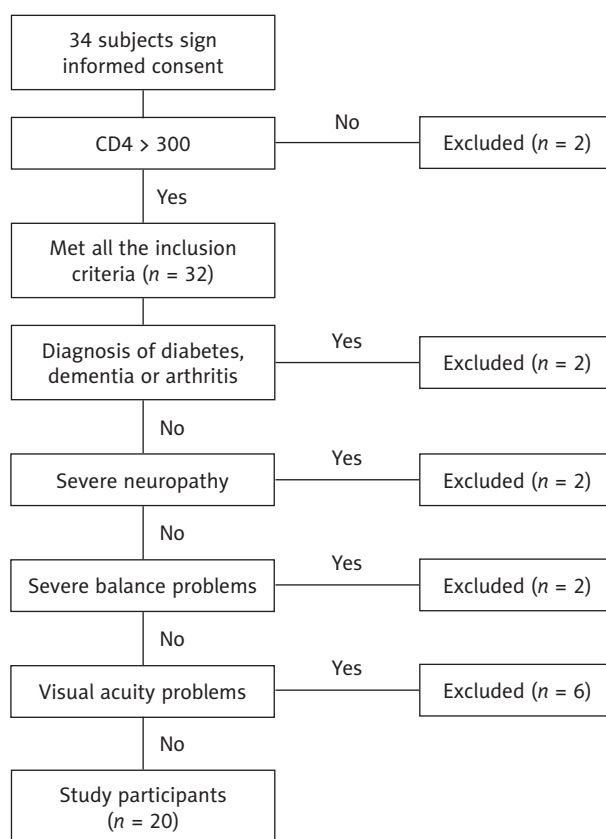 34 subjects sign
informed consent
CD4 > 300
No
Excluded (n = 2)
Yes
Met all the inclusion
criteria (n = 32)
Diagnosis of diabetes,
dementia or arthritis
Yes
Excluded (n = 2)
No
Severe neuropathy
Yes
Excluded (n = 2)
No
Severe balance problems
Yes
Excluded (n = 2)
No
Visual acuity problems
Yes
Excluded (n = 6)
No
Study participants
(n = 20)